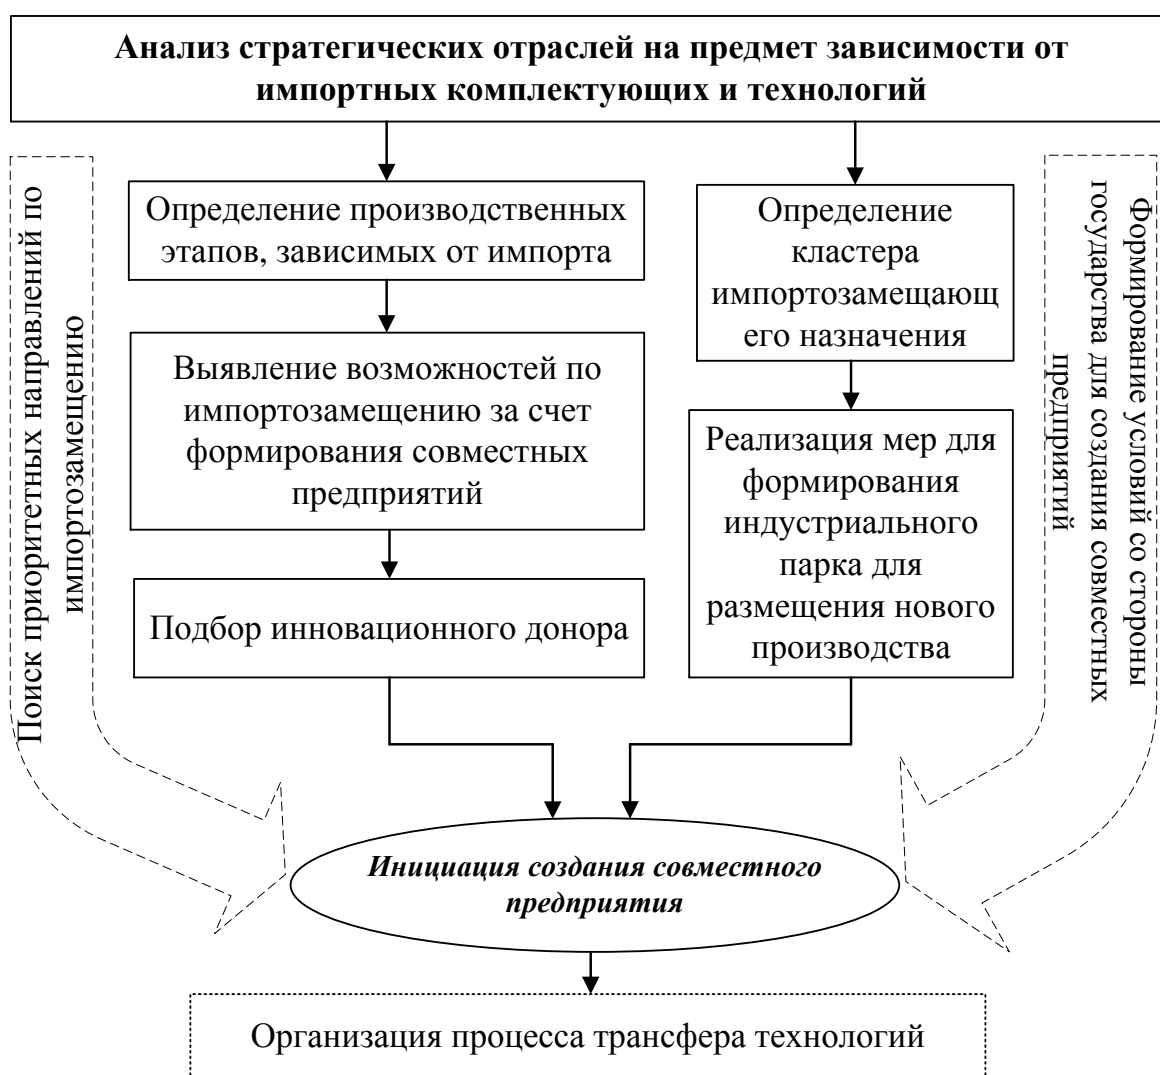 Анализ стратегических отраслей на предмет зависимости от
импортных комплектующих и технологий
Поиск приоритетных направлений по
импортозамещению
Определение производственных
этапов, зависимых от импорта
Выявление возможностей по
импортозамещению за счет
формирования совместных
предприятий
Подбор инновационного донора
Определение
кластера
импортозамещающ
его назначения
Реализация мер для
формирования
индустриального
парка для
размещения нового
производства
Формирование условий со стороны
государства для создания совместных
предприятий
Инициация создания совместного
предприятия
Организация процесса трансфера технологий